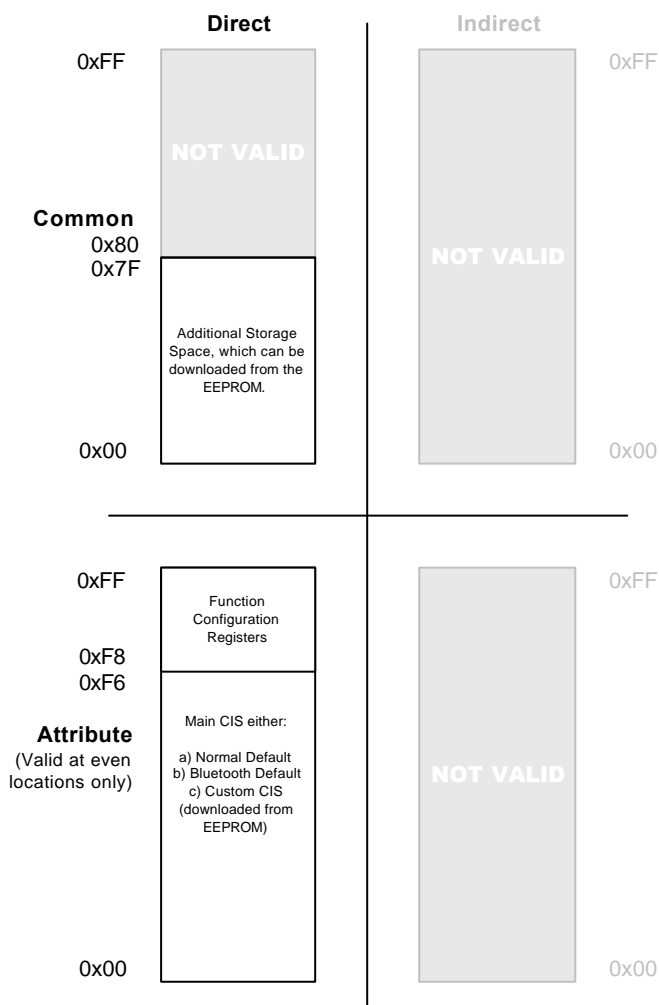 Direct
Indirect
0xFF
0xFF
NOT VALID
Common
0x80
0x7F
NOT VALID
Additional Storage
Space, which can be
downloaded from the
EEPROM.
0x00
0x00
0xFF
0xFF
Function
Configuration
Registers
0xF8
0xF6
Attribute
(Valid at even
locations only)
Main CIS either:
a) Normal Default
b) Bluetooth Default
c) Custom CIS
(downloaded from
EEPROM)
NOT VALID
0x00
0x00